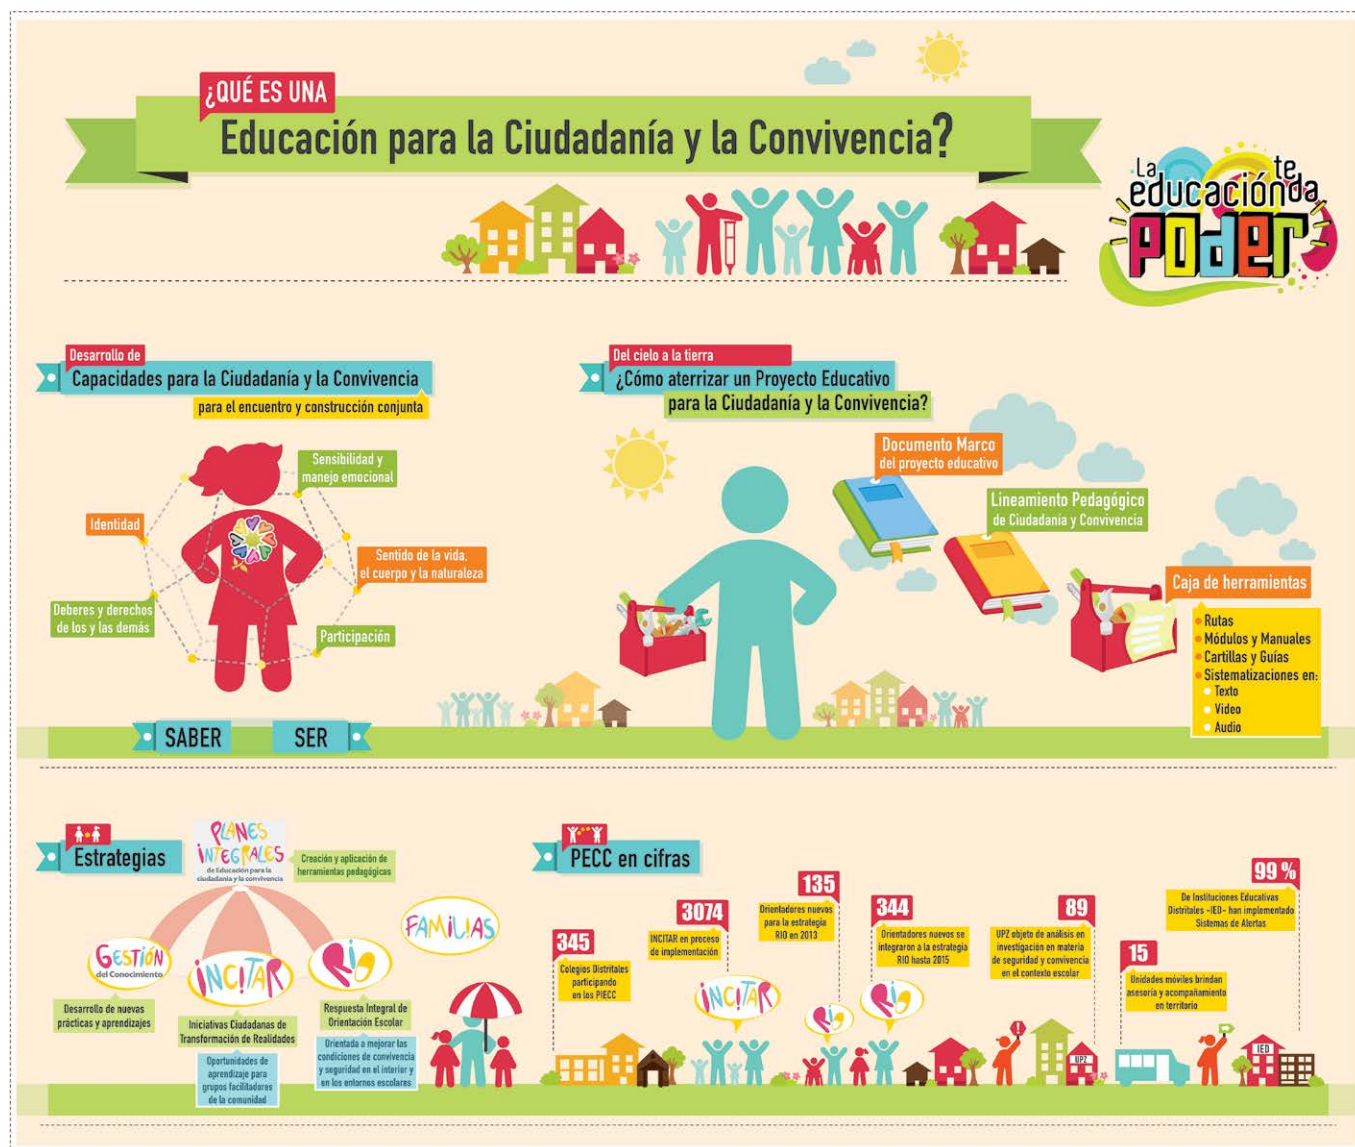 ¿QUÉ ES UNA
Educación para la Ciudadanía y la Convivencia?
La educación te da
PODER
Desarrollo de
Capacidades para la Ciudadanía y la Convivencia
para el encuentro y construcción conjunta
Sensibilidad y
manejo emocional
Identidad
Sentido de la vida,
el cuerpo y la naturaleza
Deberes y derechos
de los y las demás
Participación
SABER
SER
Del cielo a la tierra
¿Cómo aterrizar un Proyecto Educativo
para la Ciudadanía y la Convivencia?
Documento Marco
del proyecto educativo
Lineamiento Pedagógico
de Ciudadanía y Convivencia
Caja de herramientas
• Rutas
• Módulos y Manuales
• Cartillas y Guías
• Sistematizaciones en:
• Texto
• Video
• Audio
Estrategias
PLANES
INTEGRALES
de Educación para la
ciudadanía y la convivencia
Creación y aplicación de
herramientas pedagógicas
GESTIÓN
del Conocimiento
Desarrollo de nuevas
prácticas y aprendizajes
INCITAR
Iniciativas Ciudadanas de
Transformación de Realidades
Oportunidades de
aprendizaje para
grupos facilitadores
de la comunidad
RIO
Respuesta Integral de
Orientación Escolar
Orientada a mejorar las
condiciones de convivencia
y seguridad en el interior y
en los entornos escolares
FAMILIAS
PECC en cifras
345
Colegios Distritales
participando
en los PIECC
3074
INCITAR en proceso
de implementación
INCITAR
135
Orientadores nuevos
para la estrategia
RIO en 2013
RIO
344
Orientadores nuevos se
integraron a la estrategia
RIO hasta 2015
RIO
89
UPZ objeto de análisis en
investigación en materia
de seguridad y convivencia
en el contexto escolar
UPZ
15
Unidades móviles brindan
asesoría y acompañamiento
en territorio
99 %
De Instituciones Educativas
Distritales -IED- han implementado
Sistemas de Alertas
IED